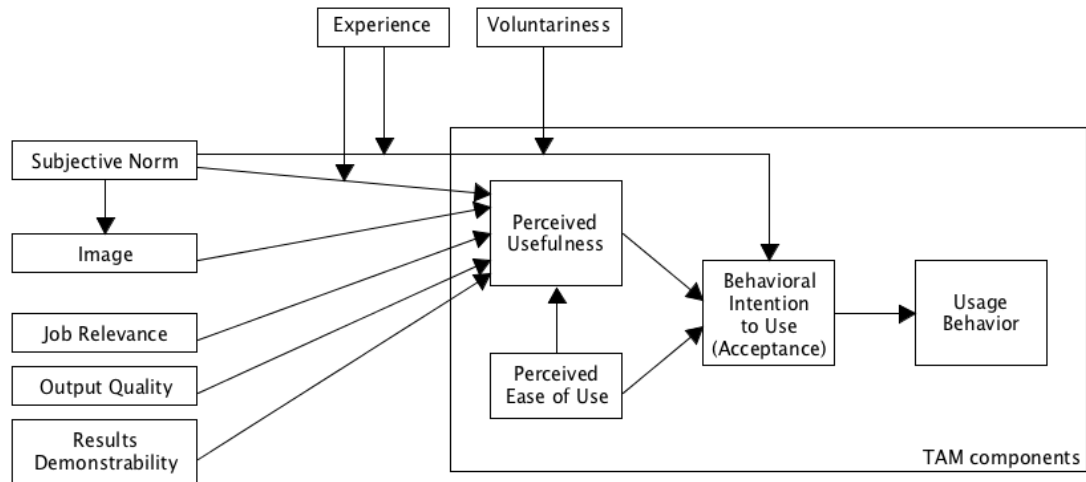 Experience
Voluntariness
Subjective Norm
Image
Job Relevance
Output Quality
Results
Demonstrability
Perceived
Usefulness
Perceived
Ease of Use
Behavioral
Intention
to Use
(Acceptance)
Usage
Behavior
TAM components